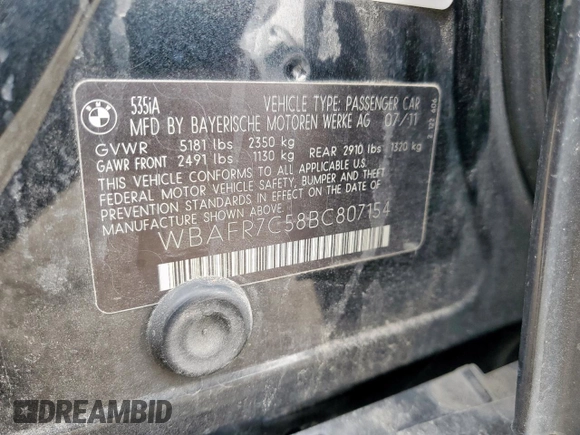 535iA
VEHICLE TYPE: PASSENGER CAR
MFD BY BAYERISCHE MOTOREN WERKE AG 07/11
GVWR 5181 lbs 2350 kg
GAWR FRONT 2491 lbs 1130 kg REAR 2910 lbs 1320 kg
THIS VEHICLE CONFORMS TO ALL APPLICABLE U.S.
FEDERAL MOTOR VEHICLE SAFETY, BUMPER AND THEFT
PREVENTION STANDARDS IN EFFECT ON THE DATE OF
MANUFACTURE SHOWN ABOVE
WBAFR7C58BC807154
DREAMBID